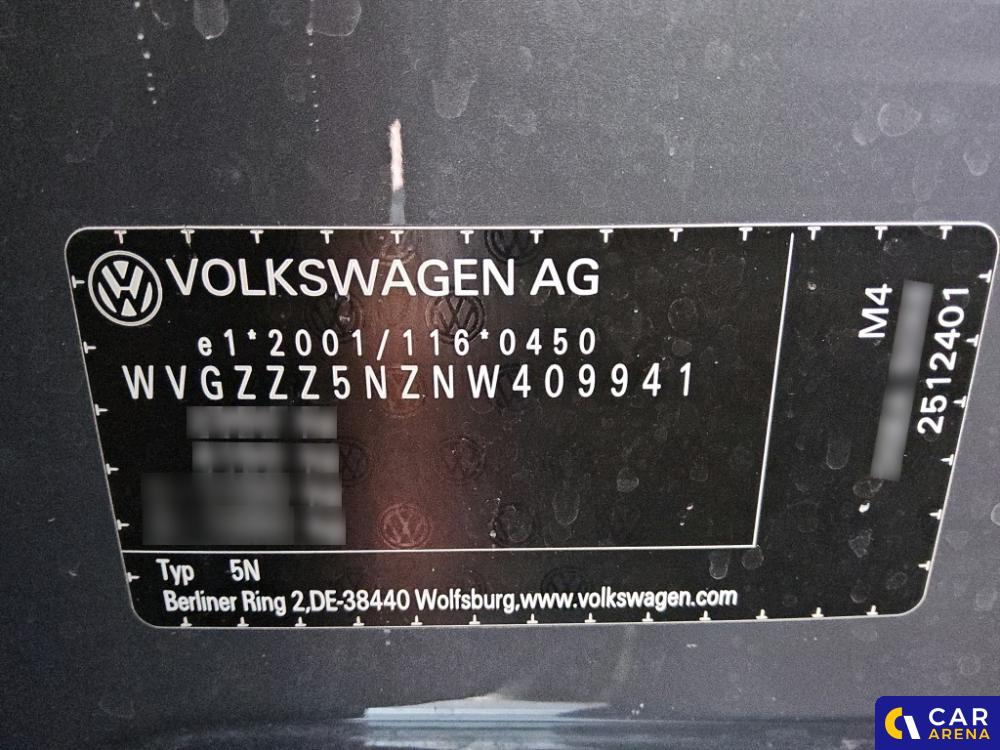 VOLKSWAGEN AG
e1*2001/116*0450
WVGZZZ5NZNW409941
M4
2512401
Typ 5N
Berliner Ring 2,DE-38440 Wolfsburg,www.volkswagen.com
CAR
ARENA